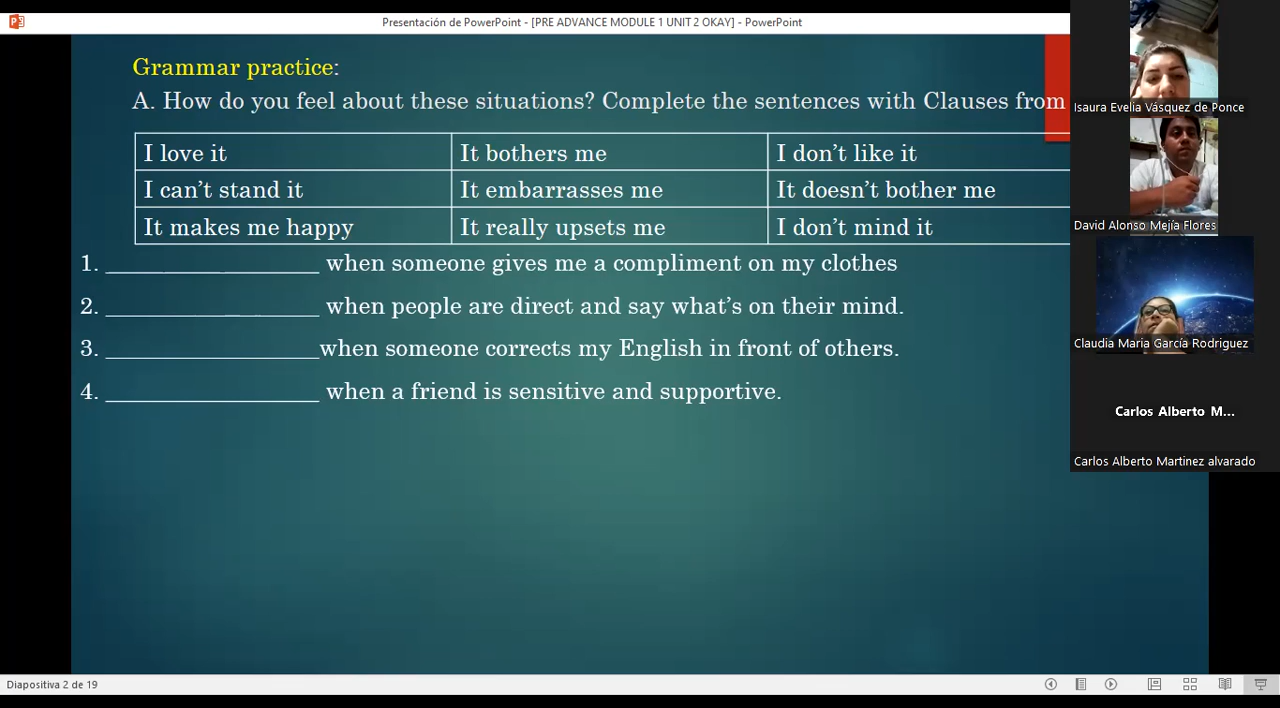 Presentación de PowerPoint - [PRE ADVANCE MODULE 1 UNIT 2 OKAY] - PowerPoint
Grammar practice:
A. How do you feel about these situations? Complete the sentences with Clauses from
I love it It bothers me I don't like it
I can't stand it It embarrasses me It doesn't bother me
It makes me happy It really upsets me I don't mind it
1. _________________ when someone gives me a compliment on my clothes
2. _________________ when people are direct and say what's on their mind.
3. _________________when someone corrects my English in front of others.
4. _________________ when a friend is sensitive and supportive.
Isaura Evelia Vásquez de Ponce
David Alonso Mejía Flores
Claudia Maria García Rodriguez
Carlos Alberto M...
Carlos Alberto Martinez alvarado
Diapositiva 2 de 19